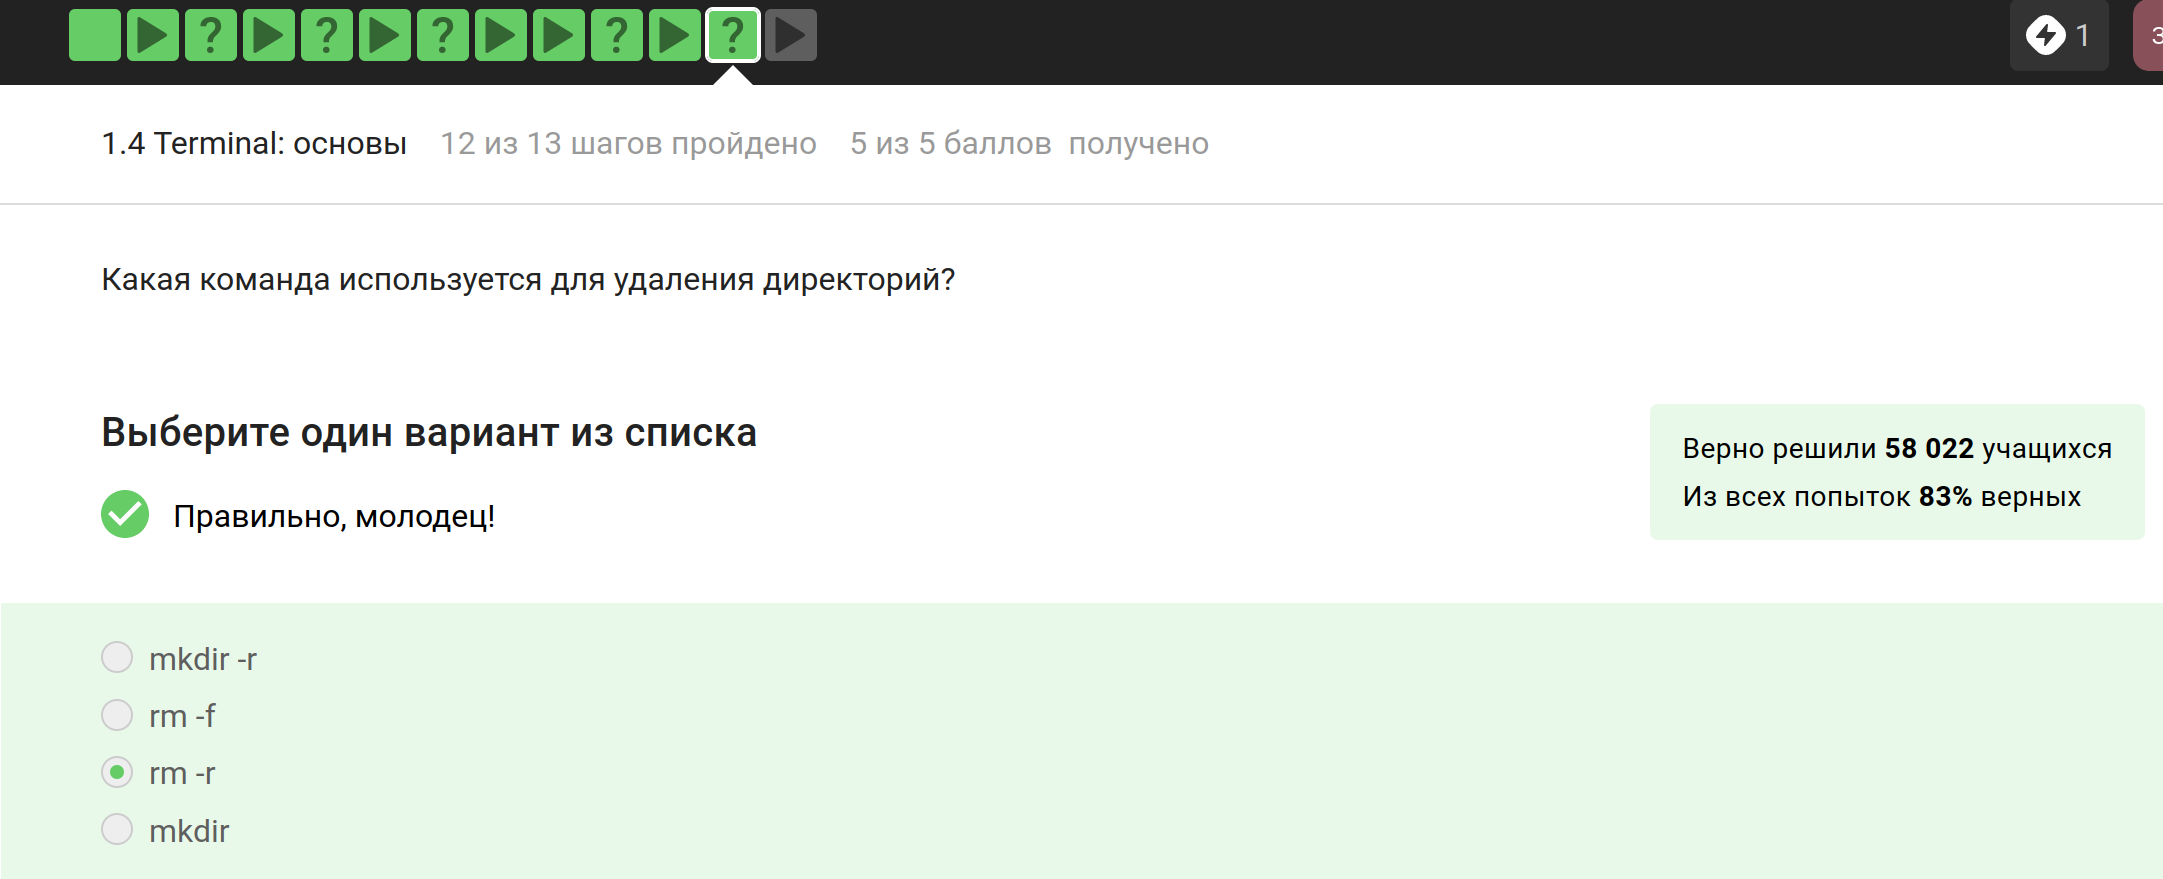 ? ? ? ? ?
1
1.4 Terminal: основы 12 из 13 шагов пройдено 5 из 5 баллов получено
Какая команда используется для удаления директорий?
Выберите один вариант из списка
Правильно, молодец!
Верно решили 58 022 учащихся
Из всех попыток 83% верных
mkdir -r
rm -f
rm -r
mkdir